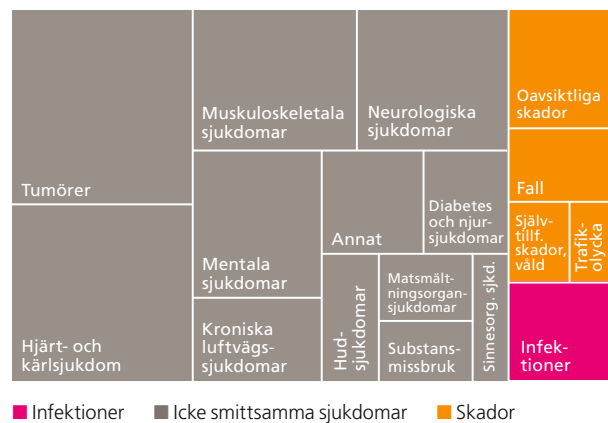 Tumörer
Hjärt- och
kärlsjukdom
Muskuloskeletala
sjukdomar
Neurologiska
sjukdomar
Mentala
sjukdomar
Kroniska
luftvägs-
sjukdomar
Annat
Diabetes
och njur-
sjukdomar
Hud-
sjukdomar
Matsmält-
ningsorgan-
sjukdomar
Substans-
missbruk
Sinnesorg. sjkd.
Oavsiktliga
skador
Fall
Själv-
tillf.
skador,
våld
Trafik-
olycka
Infek-
tioner
Infektioner
Icke smittsamma sjukdomar
Skador